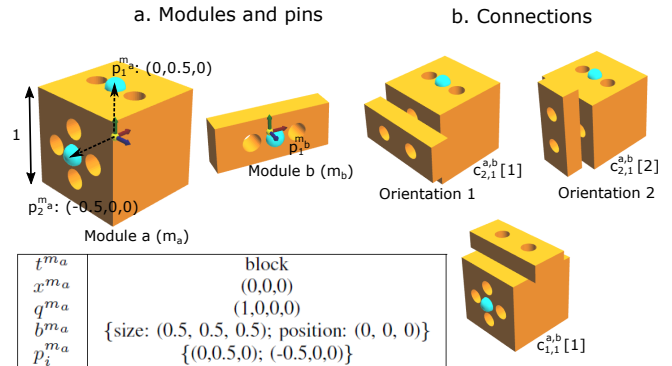 a. Modules and pins
b. Connections
p₁^{m_a}: (0,0.5,0)
1
p₂^{m_a}: (-0.5,0,0)
Module a (mₐ)
p₁^{m_b}
Module b (m_b)
c_{2,1}^{a,b}[1]
Orientation 1
c_{2,1}^{a,b}[2]
Orientation 2
c_{1,1}^{a,b}[1]
t^{m_a} block
x^{m_a} (0,0,0)
q^{m_a} (1,0,0,0)
b^{m_a} {size: (0.5, 0.5, 0.5); position: (0, 0, 0)}
p_i^{m_a} {(0,0.5,0); (-0.5,0,0)}